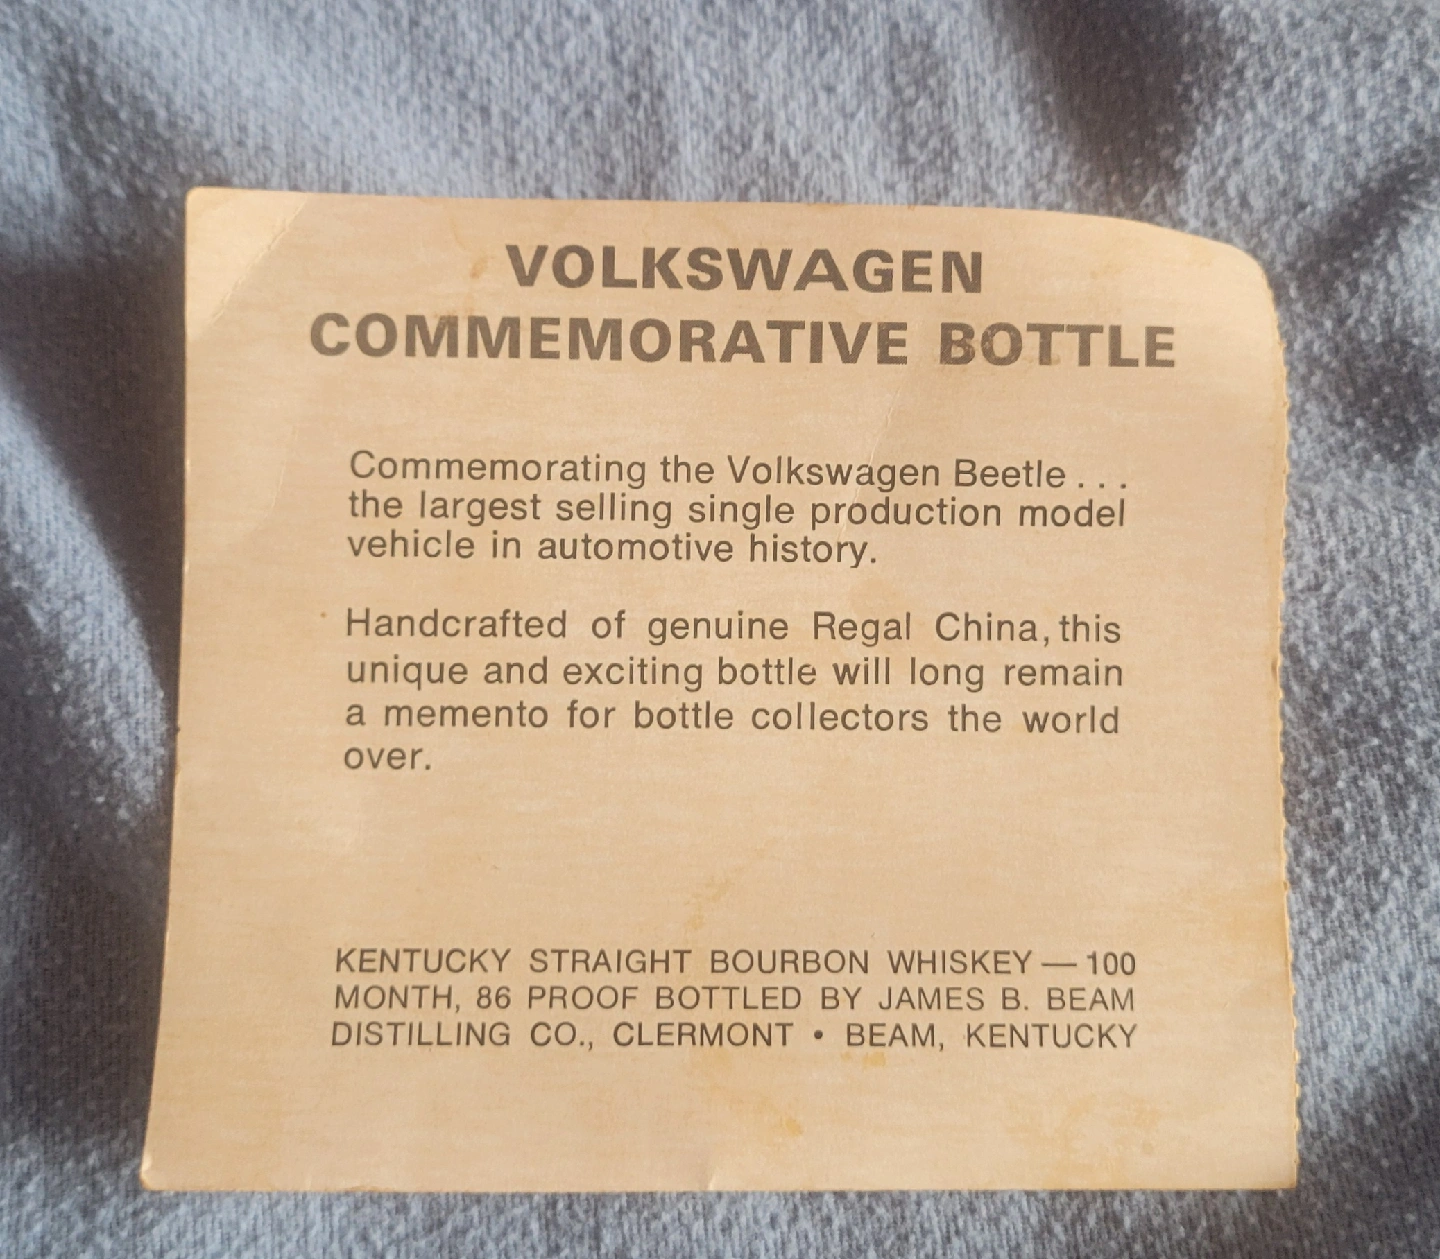 VOLKSWAGEN
COMMEMORATIVE BOTTLE
Commemorating the Volkswagen Beetle . . .
the largest selling single production model
vehicle in automotive history.
Handcrafted of genuine Regal China, this
unique and exciting bottle will long remain
a memento for bottle collectors the world
over.
KENTUCKY STRAIGHT BOURBON WHISKEY — 100
MONTH, 86 PROOF BOTTLED BY JAMES B. BEAM
DISTILLING CO., CLERMONT • BEAM, KENTUCKY